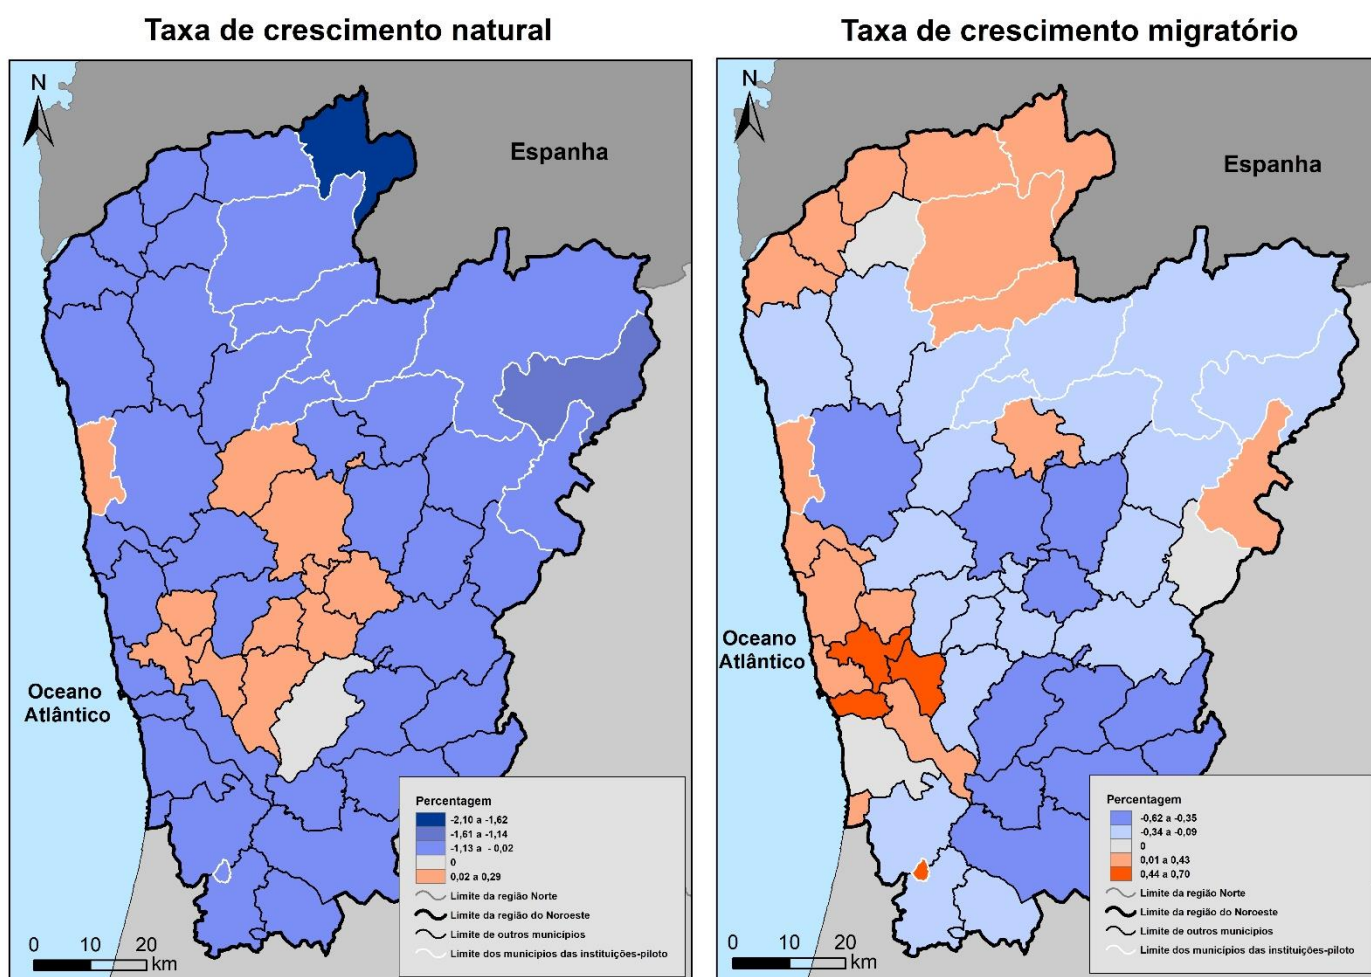 Taxa de crescimento natural
N
Espanha
Oceano
Atlântico
Percentagem
-2,10 a -1,62
-1,61 a -1,14
-1,13 a - 0,02
0
0,02 a 0,29
Limite da região Norte
Limite da região do Noroeste
Limite de outros municípios
Limite dos municípios das instituições-piloto
0 10 20
km
Taxa de crescimento migratório
N
Espanha
Oceano
Atlântico
Percentagem
-0,62 a -0,35
-0,34 a -0,09
0
0,01 a 0,43
0,44 a 0,70
Limite da região Norte
Limite da região do Noroeste
Limite de outros municípios
Limite dos municípios das instituições-piloto
0 10 20
km